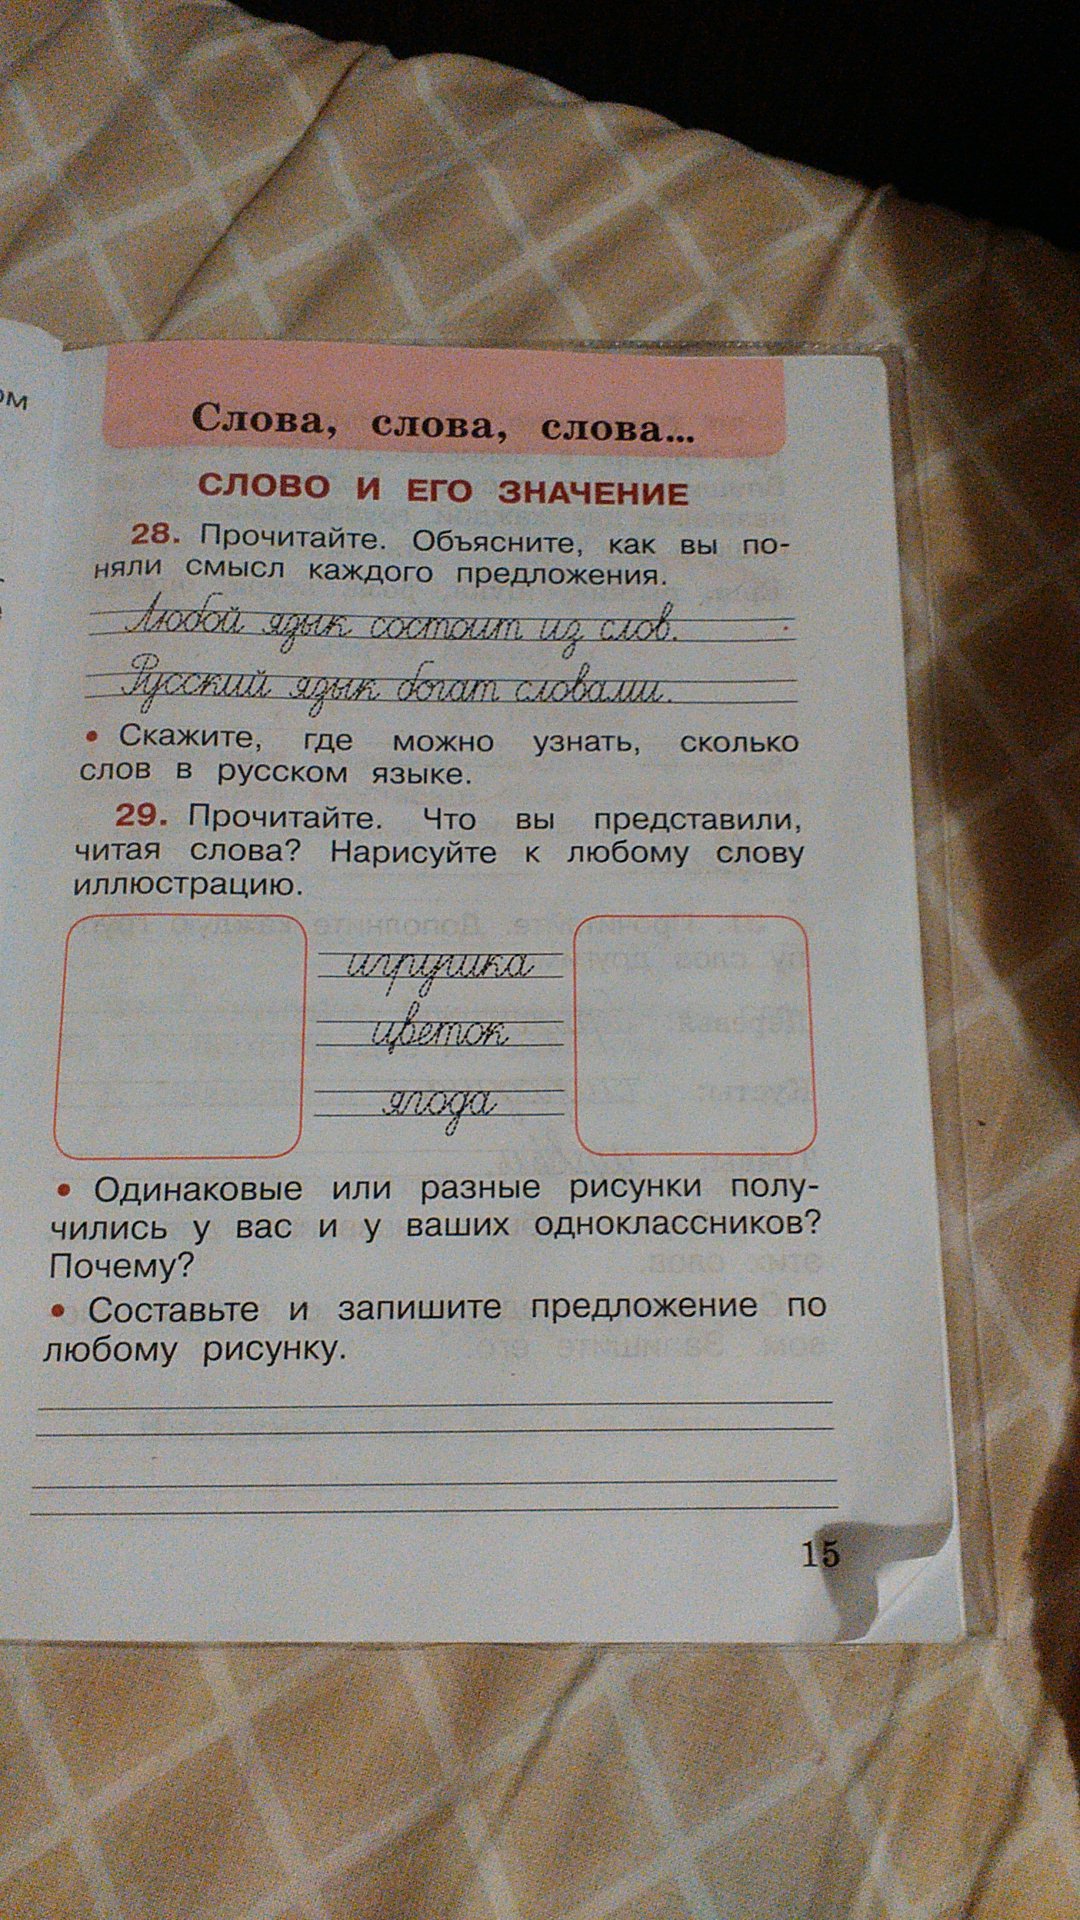 ом
Слова, слова, слова...
СЛОВО И ЕГО ЗНАЧЕНИЕ
28. Прочитайте. Объясните, как вы по-
няли смысл каждого предложения.
Любой язык состоит из слов.
Русский язык богат словами.
• Скажите, где можно узнать, сколько
слов в русском языке.
29. Прочитайте. Что вы представили,
читая слова? Нарисуйте к любому слову
иллюстрацию.
игрушка
цветок
ягода
• Одинаковые или разные рисунки полу-
чились у вас и у ваших одноклассников?
Почему?
• Составьте и запишите предложение по
любому рисунку.
15